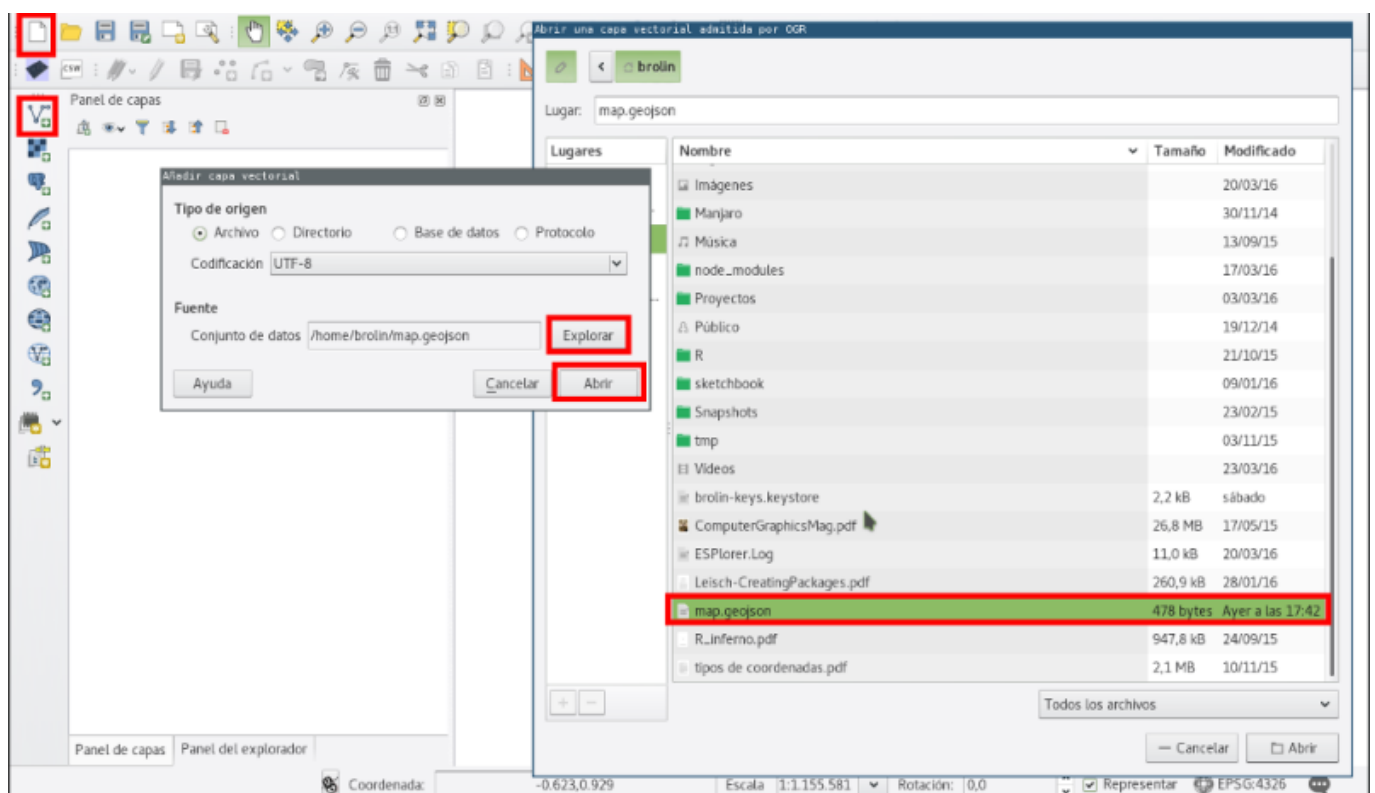 Abrir una capa vectorial admitida por OGR
CSW
brolin
Panel de capas
Lugar: map.geojson
Lugares
Nombre Tamaño Modificado
Imágenes 20/03/16
Manjaro 30/11/14
Música 13/09/15
node_modules 17/03/16
Proyectos 03/03/16
Público 19/12/14
R 21/10/15
sketchbook 09/01/16
Snapshots 23/02/15
tmp 03/11/15
Vídeos 23/03/16
brolin-keys.keystore 2,2 kB sábado
ComputerGraphicsMag.pdf 26,8 MB 17/05/15
ESPlorer.Log 11,0 kB 20/03/16
Leisch-CreatingPackages.pdf 260,9 kB 28/01/16
map.geojson 478 bytes Ayer a las 17:42
R_inferno.pdf 947,8 kB 24/09/15
tipos de coordenadas.pdf 2,1 MB 10/11/15
Todos los archivos
Cancelar Abrir
Añadir capa vectorial
Tipo de origen
Archivo Directorio Base de datos Protocolo
Codificación UTF-8
Fuente
Conjunto de datos /home/brolin/map.geojson Explorar
Ayuda Cancelar Abrir
Panel de capas Panel del explorador
Coordenada: -0.623,0.929 Escala 1:1.155.581 Rotación: 0,0 Representar EPSG:4326